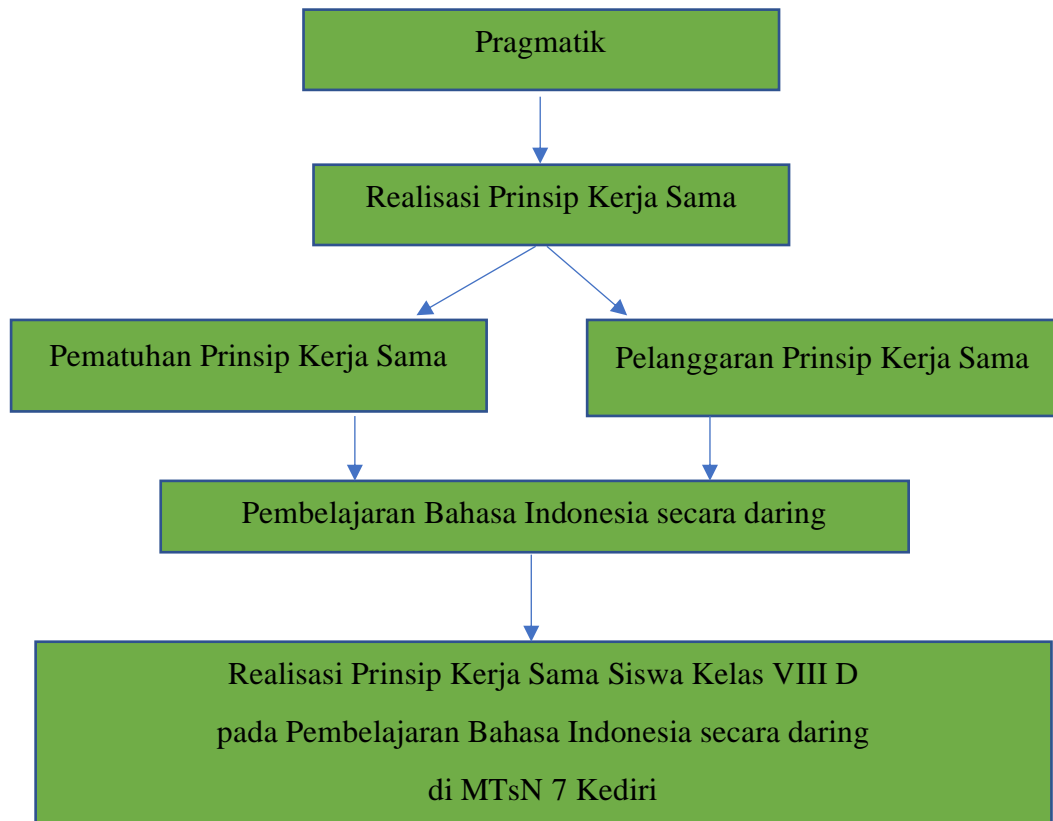 Pragmatik
Realisasi Prinsip Kerja Sama
Pematuhan Prinsip Kerja Sama
Pelanggaran Prinsip Kerja Sama
Pembelajaran Bahasa Indonesia secara daring
Realisasi Prinsip Kerja Sama Siswa Kelas VIII D
pada Pembelajaran Bahasa Indonesia secara daring
di MTsN 7 Kediri